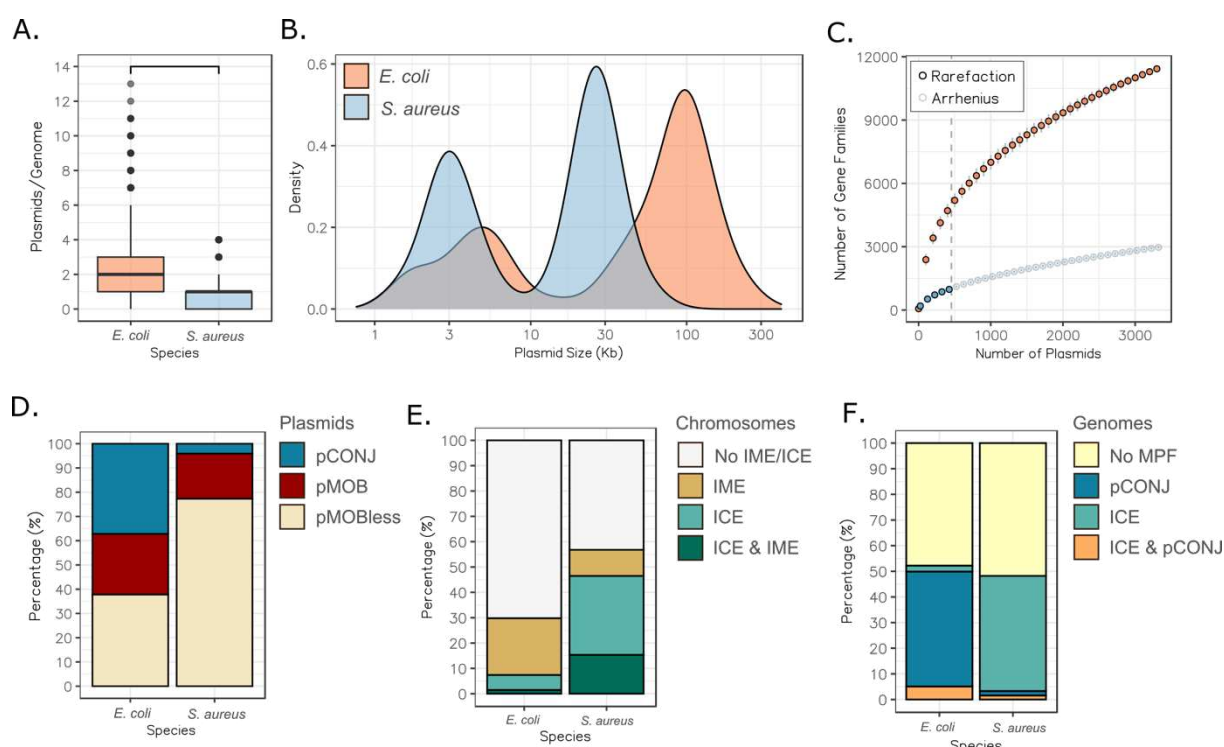 A.
14
12
10
8
6
4
2
0
Plasmids/Genome
E. coli
S. aureus
Species
B.
E. coli
S. aureus
0.6
0.4
0.2
0.0
Density
1
3
10
30
100
300
Plasmid Size (Kb)
C.
Rarefaction
Arrhenius
12000
9000
6000
3000
0
Number of Gene Families
0
1000
2000
3000
Number of Plasmids
D.
Plasmids
pCONJ
pMOB
pMOBless
100
90
80
70
60
50
40
30
20
10
0
Percentage (%)
E. coli
S. aureus
Species
E.
Chromosomes
No IME/ICE
IME
ICE
ICE & IME
100
90
80
70
60
50
40
30
20
10
0
Percentage (%)
E. coli
S. aureus
Species
F.
Genomes
No MPF
pCONJ
ICE
ICE & pCONJ
100
90
80
70
60
50
40
30
20
10
0
Percentage (%)
E. coli
S. aureus
Species